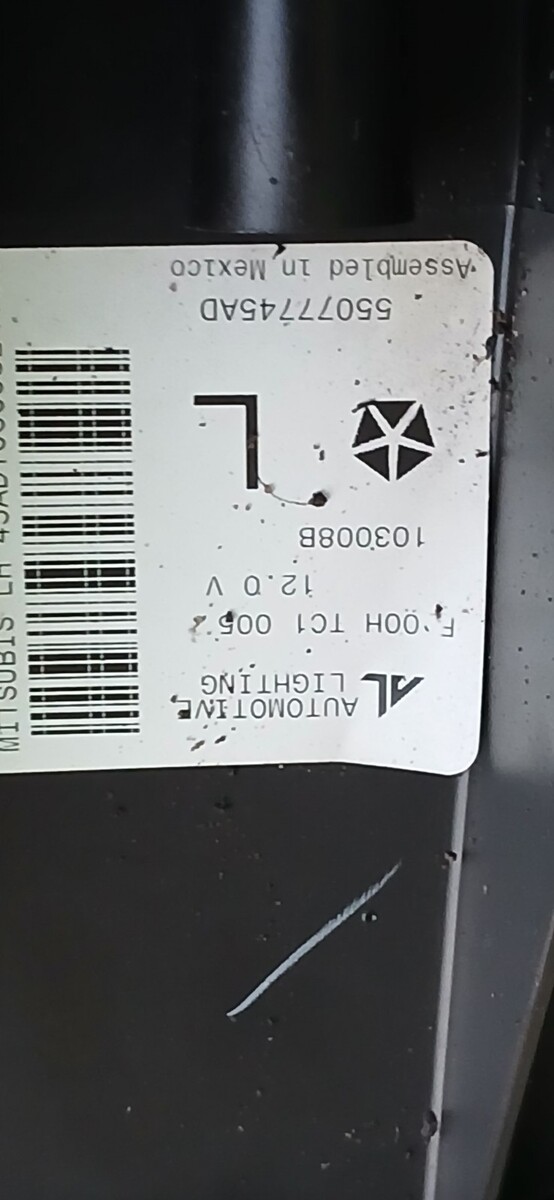 AUTOMOTIVE
LIGHTING
F 00H TC1 005
12.0 V
103008B
L
55077745AD
Assembled in Mexico
MITSUBIS LH